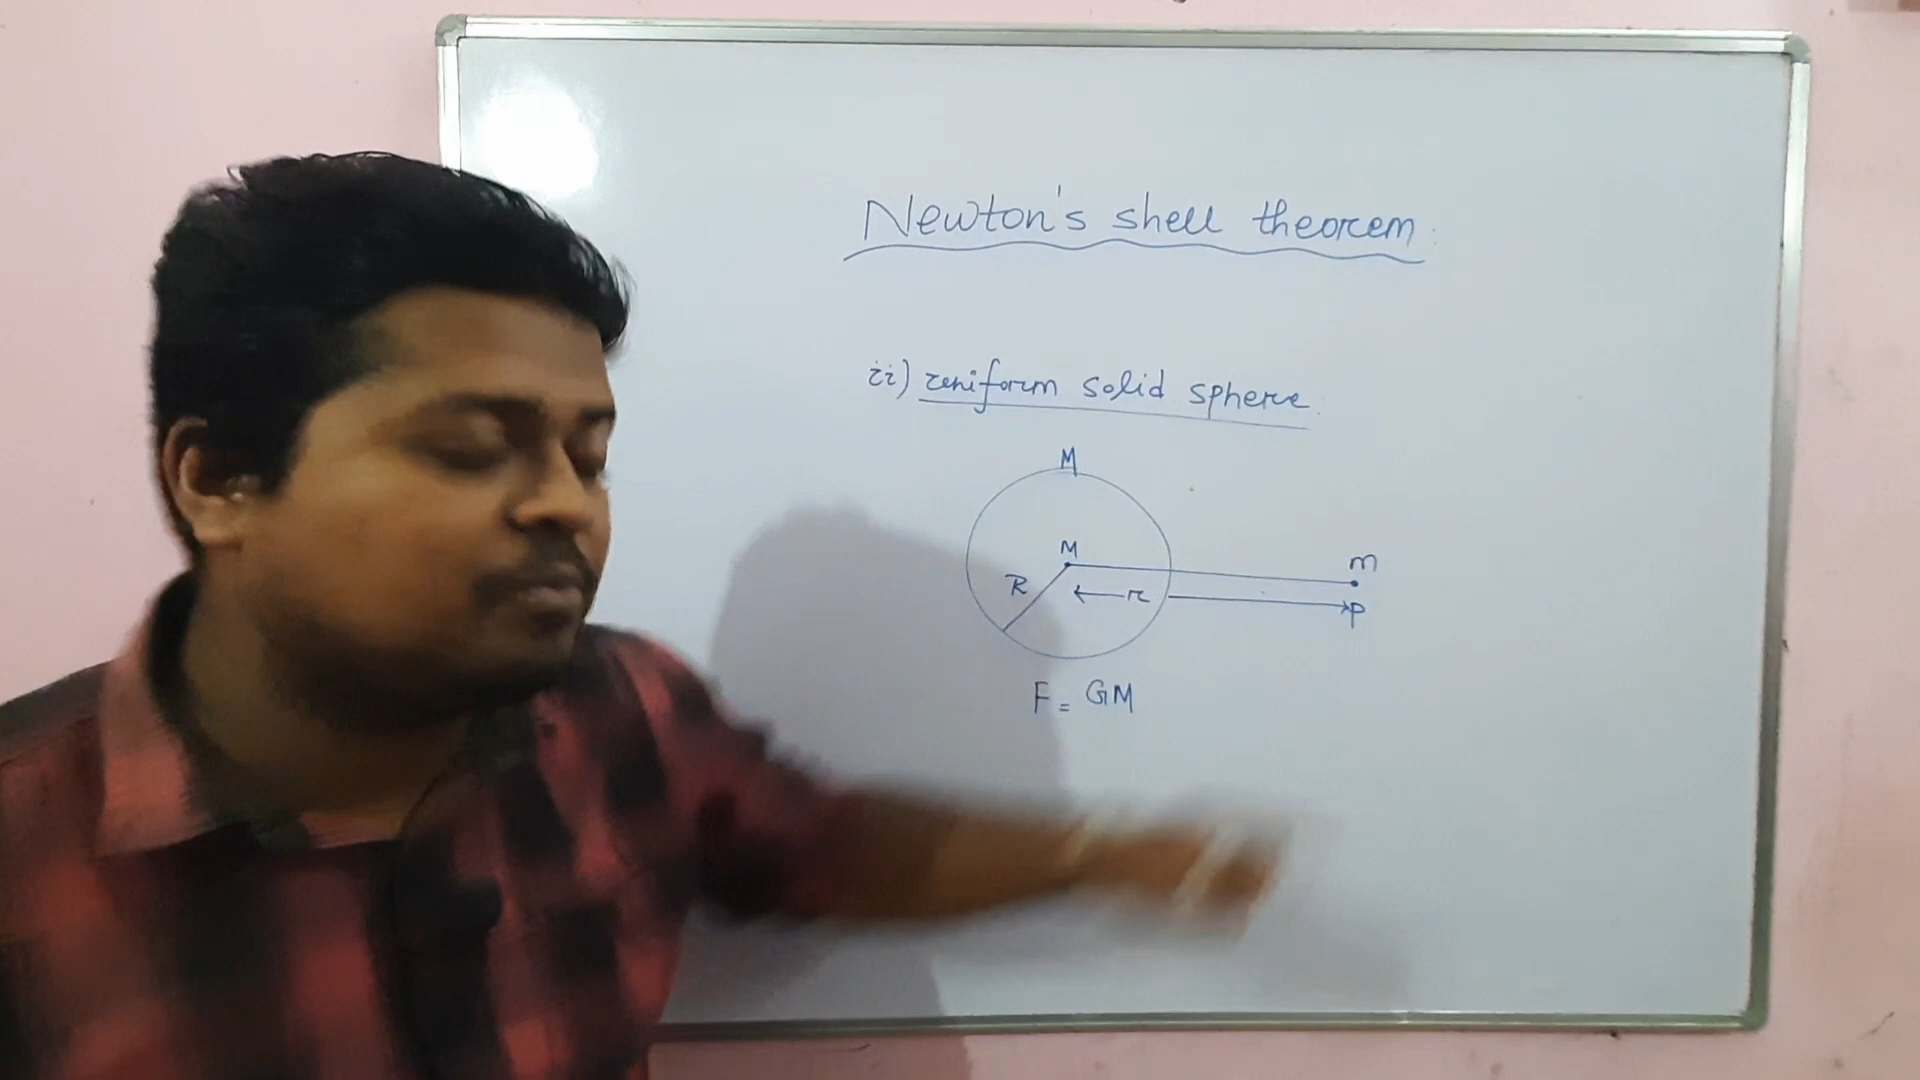 Newton's shell theorem.
ii) uniform solid sphere.
M
M
m
R
r
P
F = GM